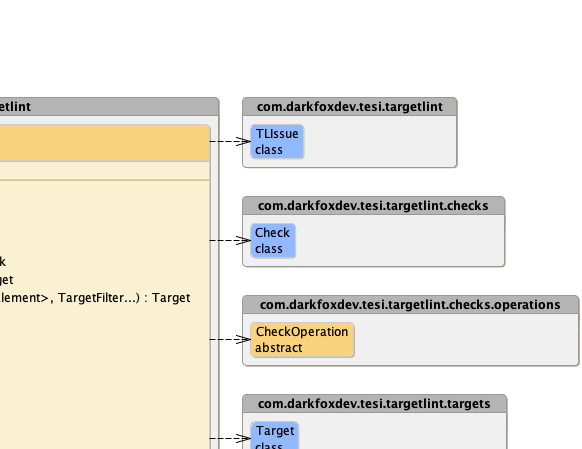 etlint
com.darkfoxdev.tesi.targetlint
TLIssue
class
com.darkfoxdev.tesi.targetlint.checks
Check
class
k
get
lement>, TargetFilter...) : Target
com.darkfoxdev.tesi.targetlint.checks.operations
CheckOperation
abstract
com.darkfoxdev.tesi.targetlint.targets
Target
class